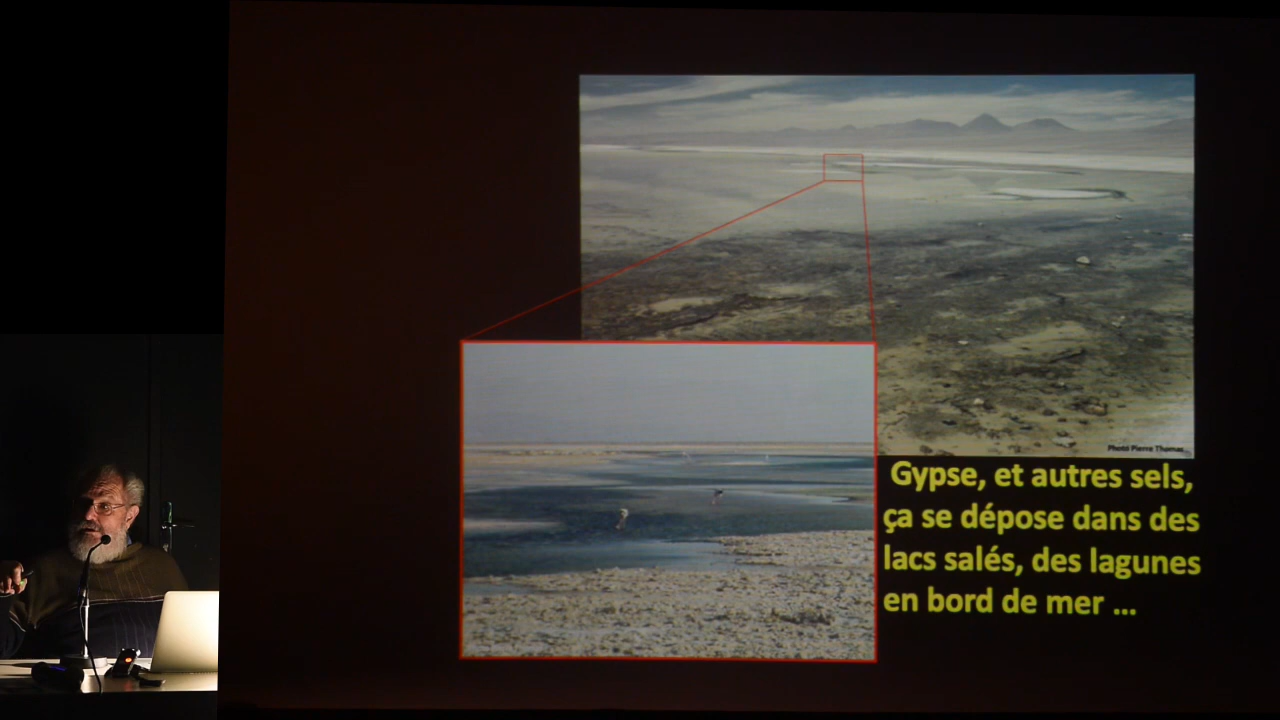 Photo Pierre Thomas
Gypse, et autres sels,
ça se dépose dans des
lacs salés, des lagunes
en bord de mer ...